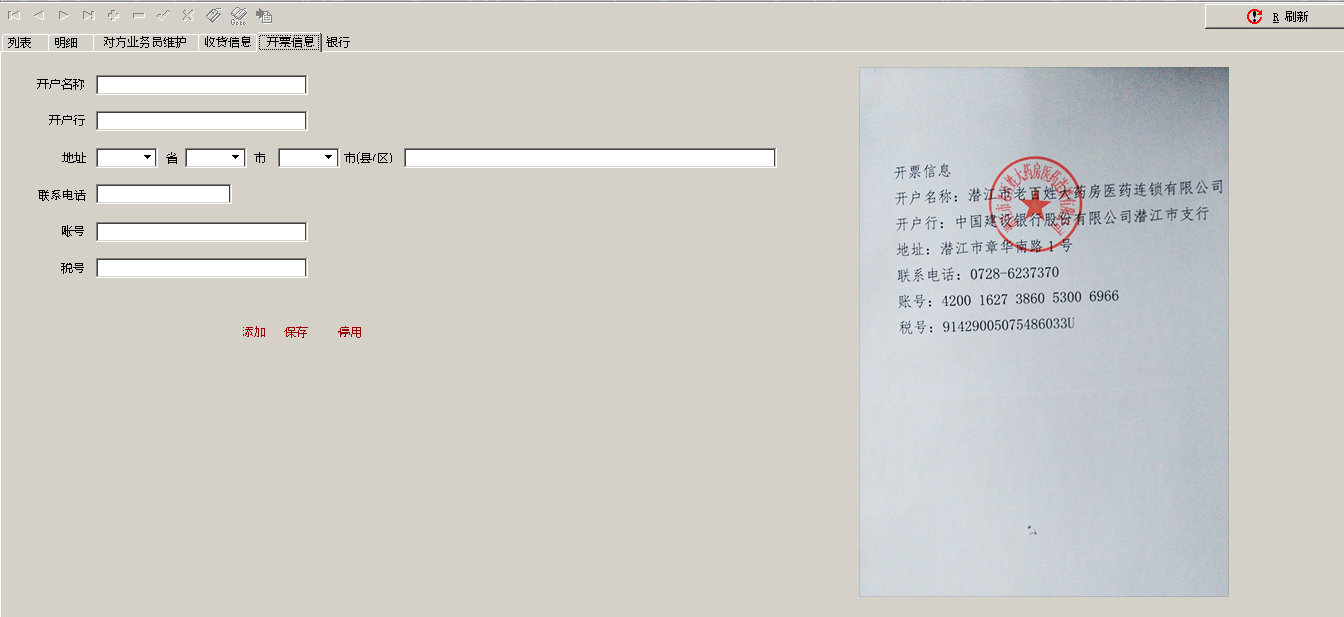 R 刷新
列表 明细 对方业务员维护 收货信息 开票信息 银行
开户名称
开户行
地址 省 市 市(县/区)
联系电话
账号
税号
添加 保存 停用
开票信息
开户名称：潜江市老百姓大药房医药连锁有限公司
开户行：中国建设银行股份有限公司潜江市支行
地址：潜江市章华南路 1 号
联系电话：0728-6237370
账号：4200 1627 3860 5300 6966
税号：91429005075486033U